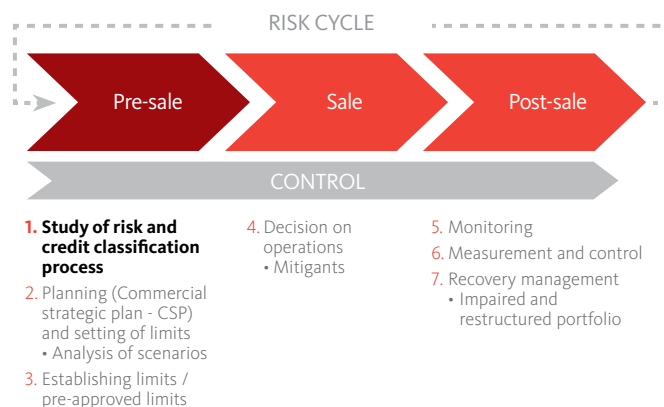 RISK CYCLE
Pre-sale
Sale
Post-sale
CONTROL
1. Study of risk and
credit classification
process
2. Planning (Commercial
strategic plan - CSP)
and setting of limits
• Analysis of scenarios
3. Establishing limits /
pre-approved limits
4. Decision on
operations
• Mitigants
5. Monitoring
6. Measurement and control
7. Recovery management
• Impaired and
restructured portfolio